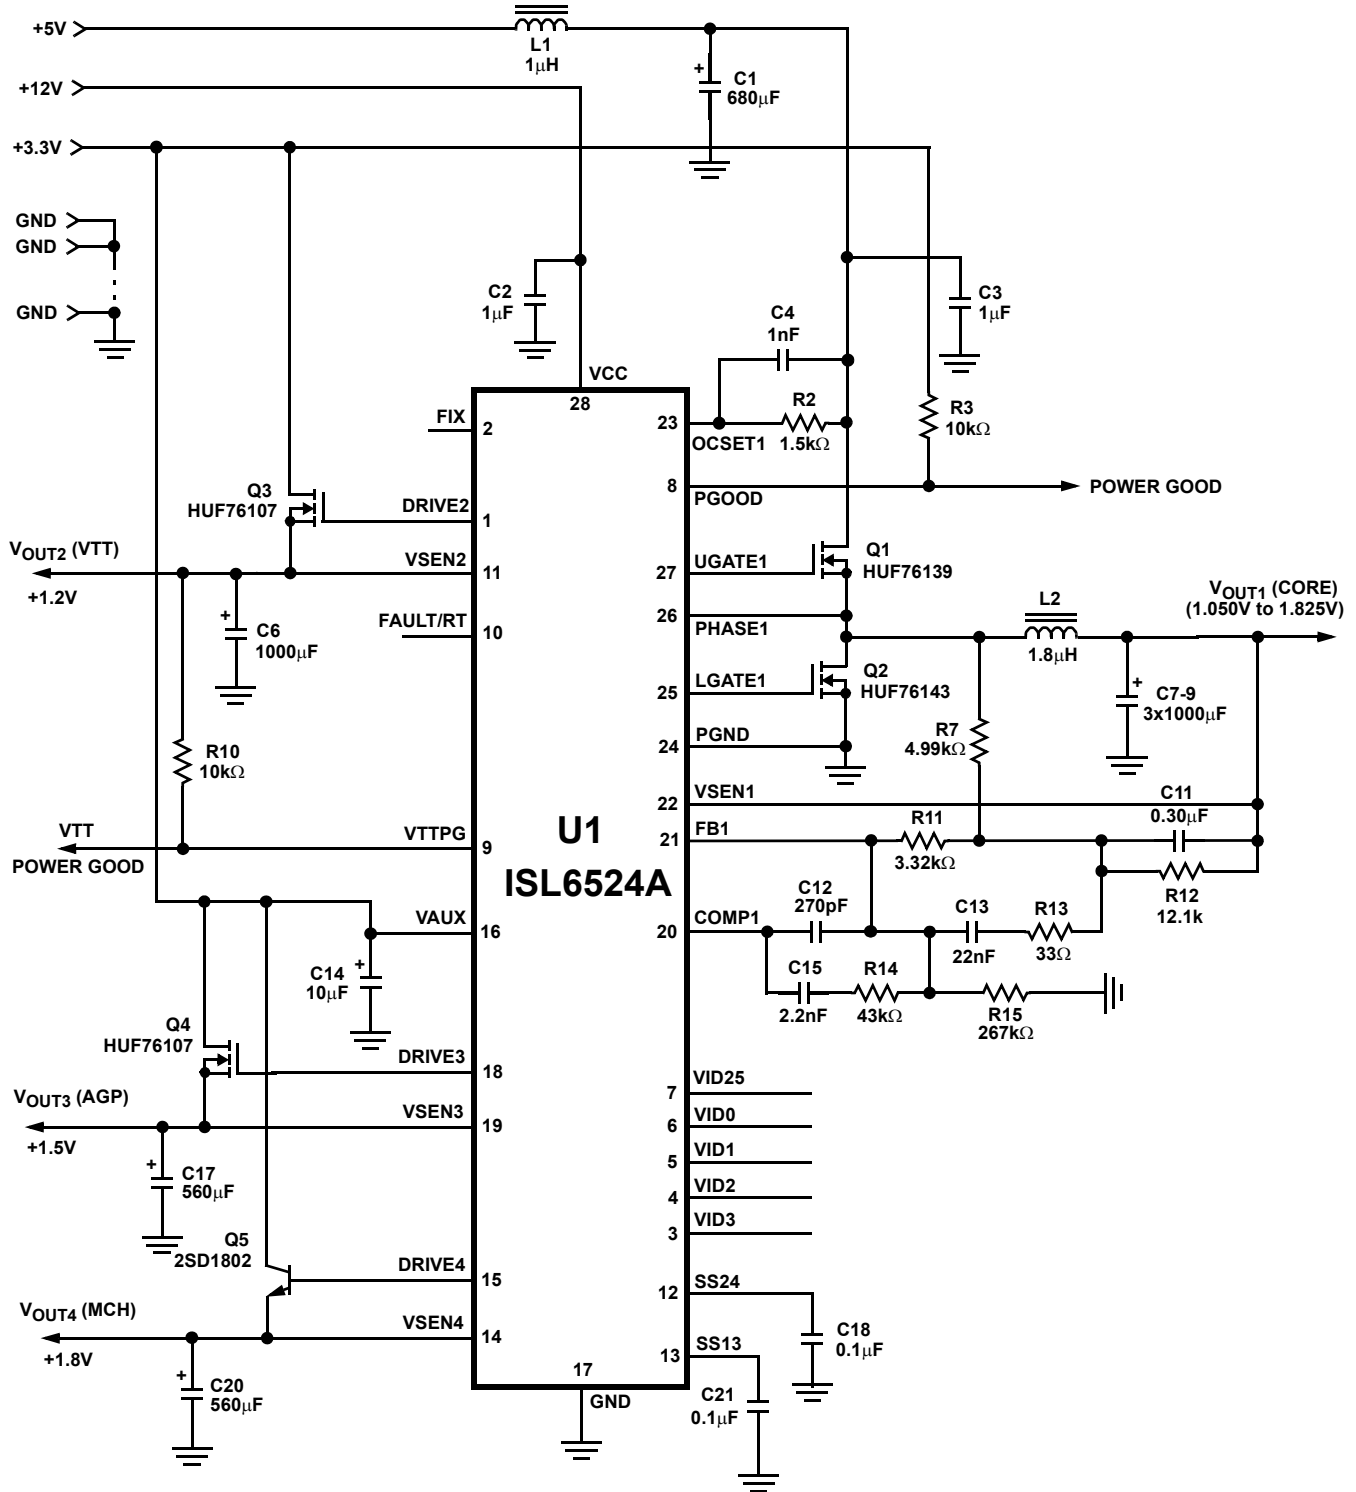 +5V
L1
1μH
+
C1
680μF
+12V
+3.3V
GND
GND
GND
C2
1μF
C3
1μF
C4
1nF
VCC
28
FIX
2
23
OCSET1
R2
1.5kΩ
R3
10kΩ
8
PGOOD
POWER GOOD
Q3
HUF76107
DRIVE2
1
VOUT2 (VTT)
+1.2V
VSEN2
11
+
C6
1000μF
FAULT/RT
10
UGATE1
27
Q1
HUF76139
26
PHASE1
L2
1.8μH
VOUT1 (CORE)
(1.050V to 1.825V)
LGATE1
25
Q2
HUF76143
+
C7-9
3x1000μF
PGND
24
R7
4.99kΩ
R10
10kΩ
VSEN1
22
C11
0.30μF
VTT
POWER GOOD
VTTPG
9
U1
ISL6524A
FB1
21
R11
3.32kΩ
R12
12.1k
C12
270pF
COMP1
20
C13
22nF
R13
33Ω
C15
2.2nF
R14
43kΩ
R15
267kΩ
VAUX
16
+
C14
10μF
Q4
HUF76107
DRIVE3
18
VOUT3 (AGP)
+1.5V
VSEN3
19
+
C17
560μF
VID25
7
VID0
6
VID1
5
VID2
4
VID3
3
Q5
2SD1802
DRIVE4
15
VOUT4 (MCH)
+1.8V
VSEN4
14
+
C20
560μF
SS24
12
C18
0.1μF
SS13
13
C21
0.1μF
17
GND